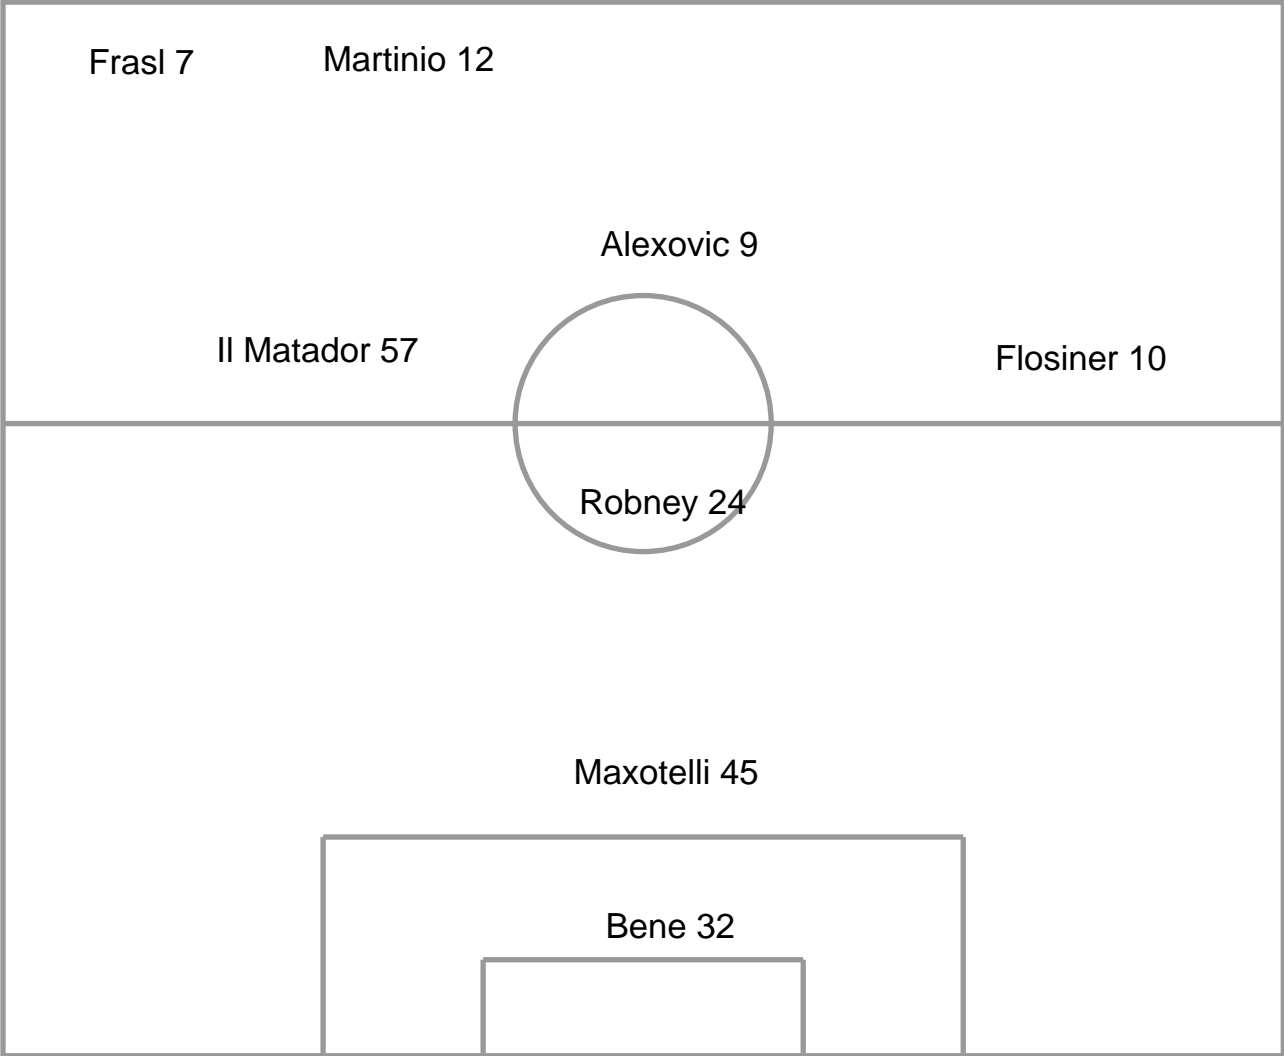 Frasl 7
Martinio 12
Alexovic 9
Il Matador 57
Flosiner 10
Robney 24
Maxotelli 45
Bene 32